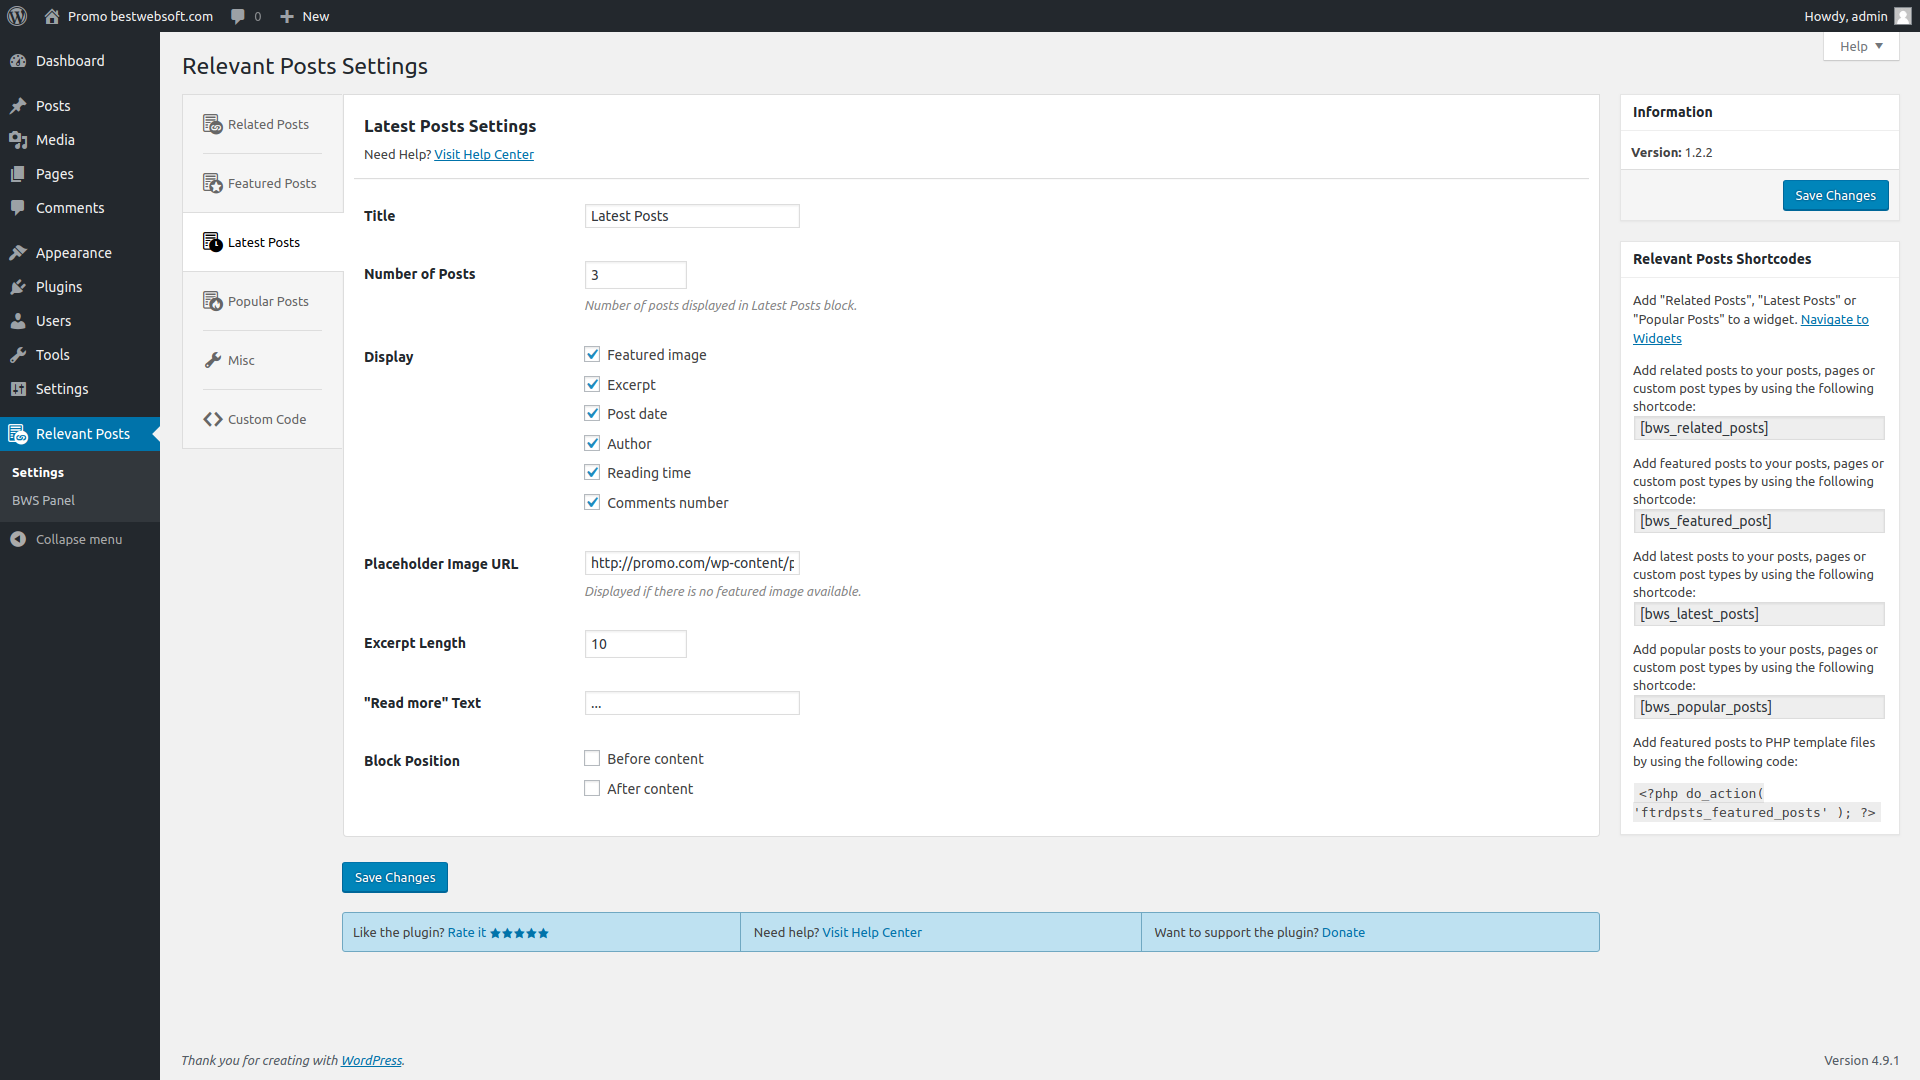 Promo bestwebsoft.com
0
New
Howdy, admin
Dashboard
Posts
Media
Pages
Comments
Appearance
Plugins
Users
Tools
Settings
Relevant Posts
Settings
BWS Panel
Collapse menu
Help
Relevant Posts Settings
Related Posts
Featured Posts
Latest Posts
Popular Posts
Misc
Custom Code
Latest Posts Settings
Need Help? Visit Help Center
Title
Latest Posts
Number of Posts
3
Number of posts displayed in Latest Posts block.
Display
Featured image
Excerpt
Post date
Author
Reading time
Comments number
Placeholder Image URL
http://promo.com/wp-content/p
Displayed if there is no featured image available.
Excerpt Length
10
"Read more" Text
...
Block Position
Before content
After content
Save Changes
Like the plugin? Rate it ★★★★★
Need help? Visit Help Center
Want to support the plugin? Donate
Information
Version: 1.2.2
Save Changes
Relevant Posts Shortcodes
Add "Related Posts", "Latest Posts" or
"Popular Posts" to a widget. Navigate to
Widgets
Add related posts to your posts, pages or
custom post types by using the following
shortcode:
[bws_related_posts]
Add featured posts to your posts, pages or
custom post types by using the following
shortcode:
[bws_featured_post]
Add latest posts to your posts, pages or
custom post types by using the following
shortcode:
[bws_latest_posts]
Add popular posts to your posts, pages or
custom post types by using the following
shortcode:
[bws_popular_posts]
Add featured posts to PHP template files
by using the following code:
<?php do_action(
'ftrdpsts_featured_posts' ); ?>
Thank you for creating with WordPress.
Version 4.9.1